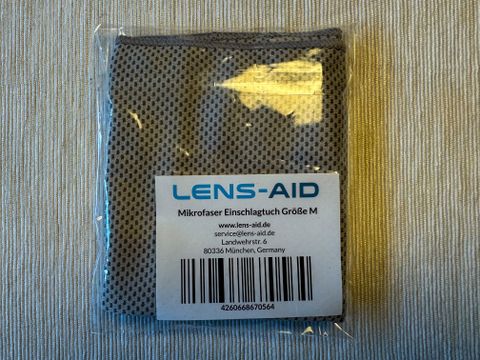 LENS-AID
Mikrofaser Einschlagtuch Größe M
www.lens-aid.de
service@lens-aid.de
Landwehrstr. 6
80336 München, Germany
4260668670564